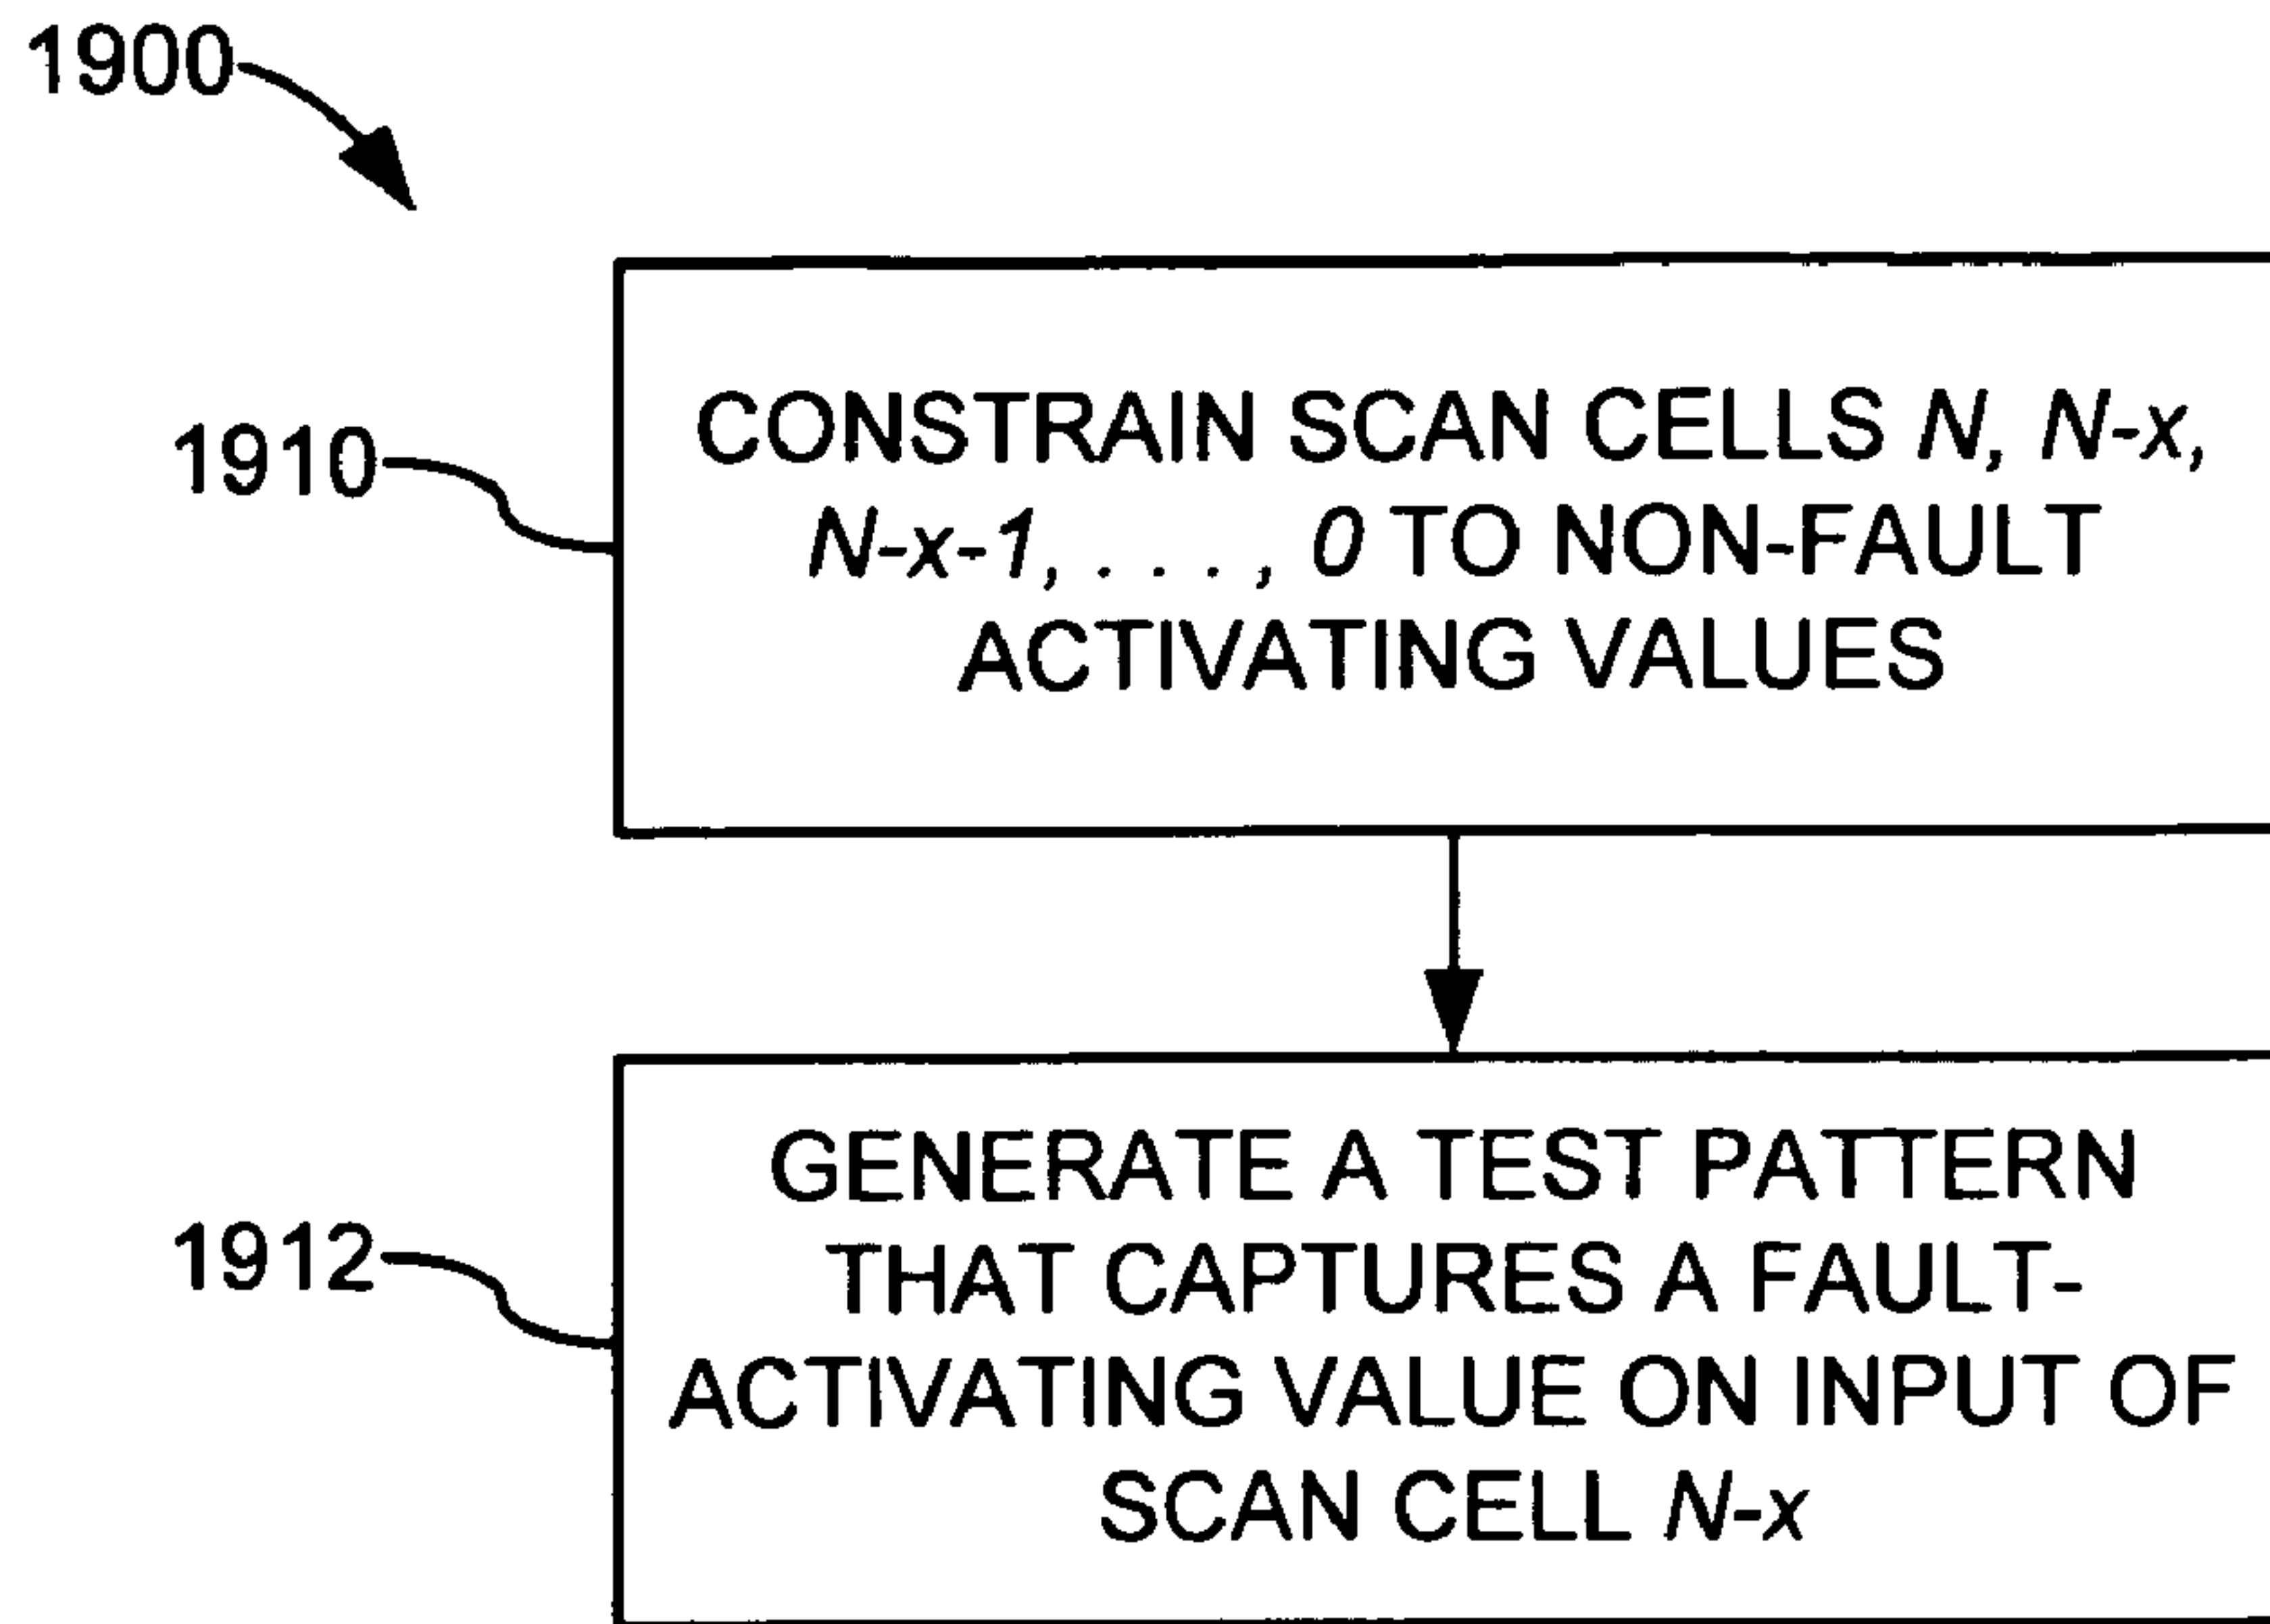 1900
1910
CONSTRAIN SCAN CELLS N, N-x,
N-x-1, . . . , 0 TO NON-FAULT
ACTIVATING VALUES
1912
GENERATE A TEST PATTERN
THAT CAPTURES A FAULT-
ACTIVATING VALUE ON INPUT OF
SCAN CELL N-x